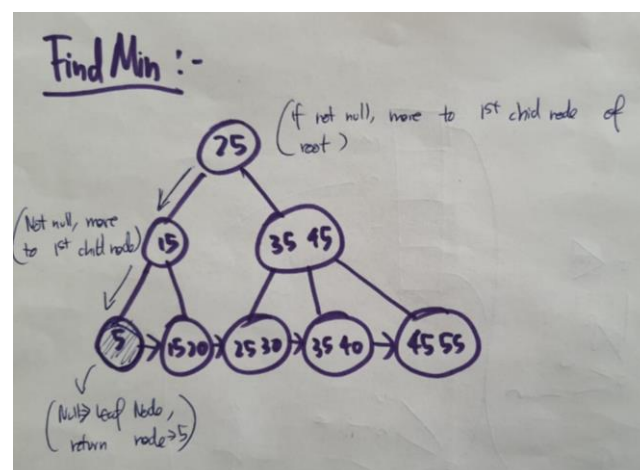 Find Min :-
(if not null, move to 1st chid node of
root)
25
(Not null, move
to 1st child node)
15
35 45
5
15 20
25 30
35 40
45 55
(Null => Leaf Node,
return node->5)